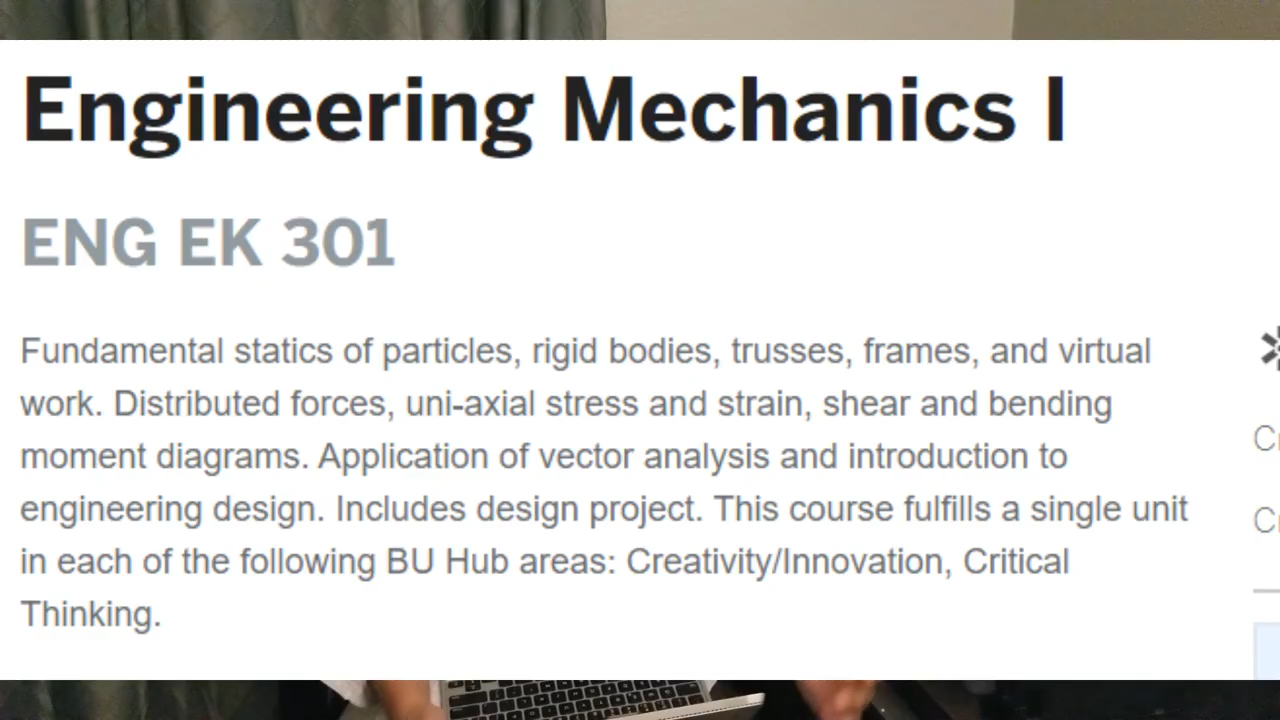 Engineering Mechanics I
ENG EK 301
Fundamental statics of particles, rigid bodies, trusses, frames, and virtual
work. Distributed forces, uni-axial stress and strain, shear and bending
moment diagrams. Application of vector analysis and introduction to
engineering design. Includes design project. This course fulfills a single unit
in each of the following BU Hub areas: Creativity/Innovation, Critical
Thinking.